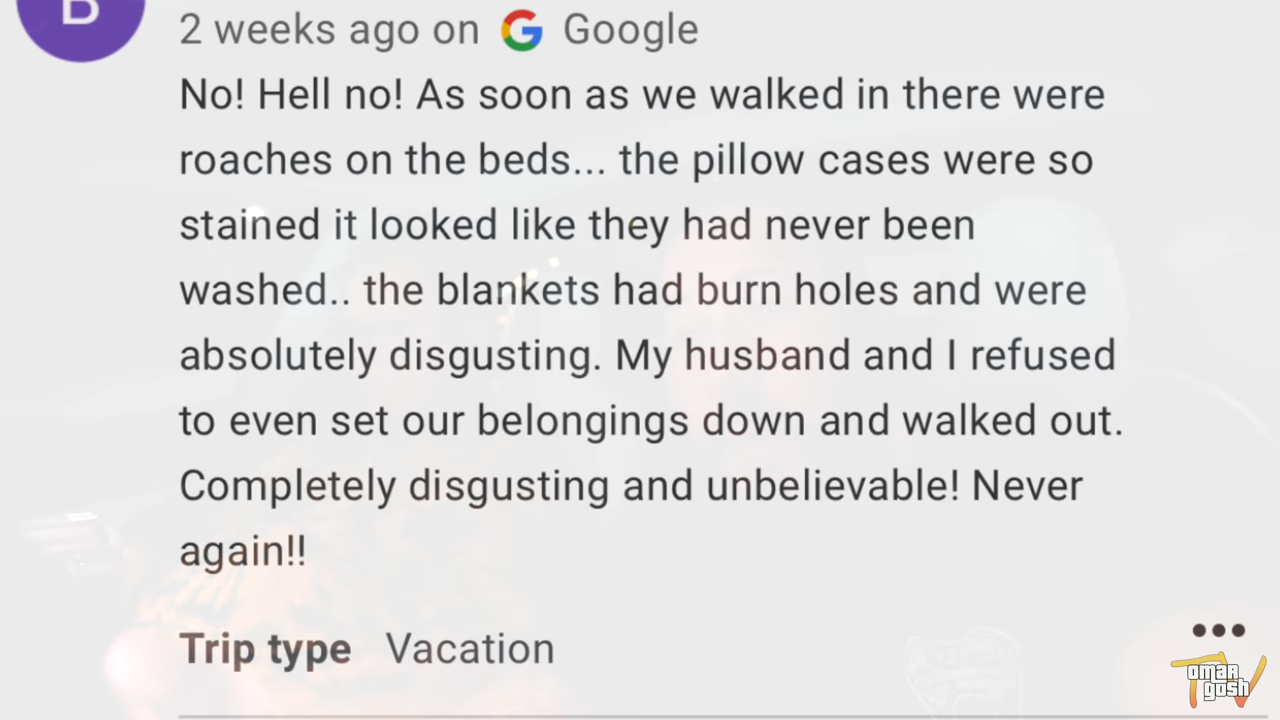 B
2 weeks ago on Google
No! Hell no! As soon as we walked in there were
roaches on the beds... the pillow cases were so
stained it looked like they had never been
washed.. the blankets had burn holes and were
absolutely disgusting. My husband and I refused
to even set our belongings down and walked out.
Completely disgusting and unbelievable! Never
again!!
Trip type Vacation
OMAR
gosh
TV